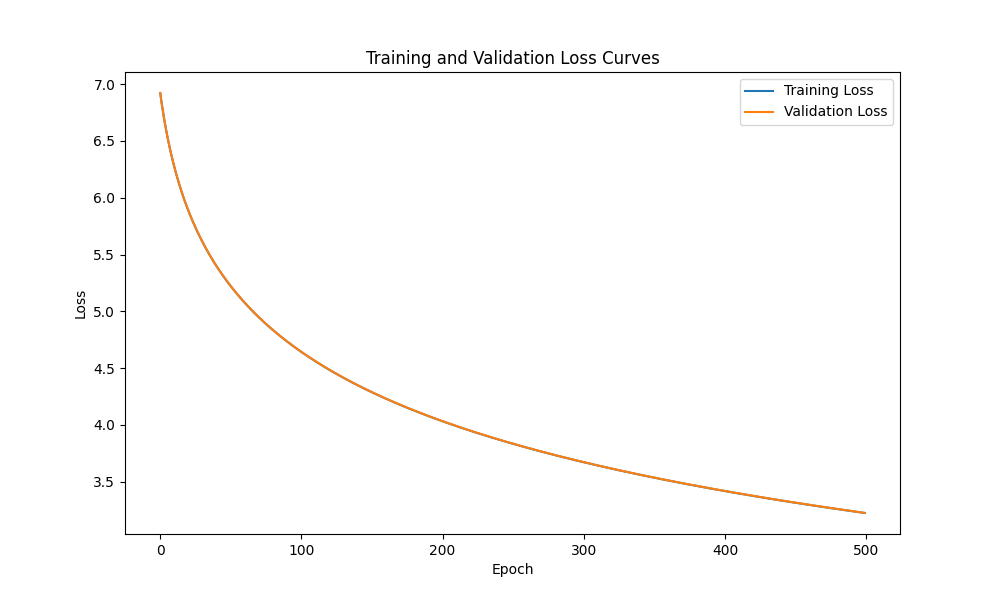 Training and Validation Loss Curves
Training Loss
Validation Loss
7.0
6.5
6.0
5.5
5.0
4.5
4.0
3.5
Loss
0 100 200 300 400 500
Epoch